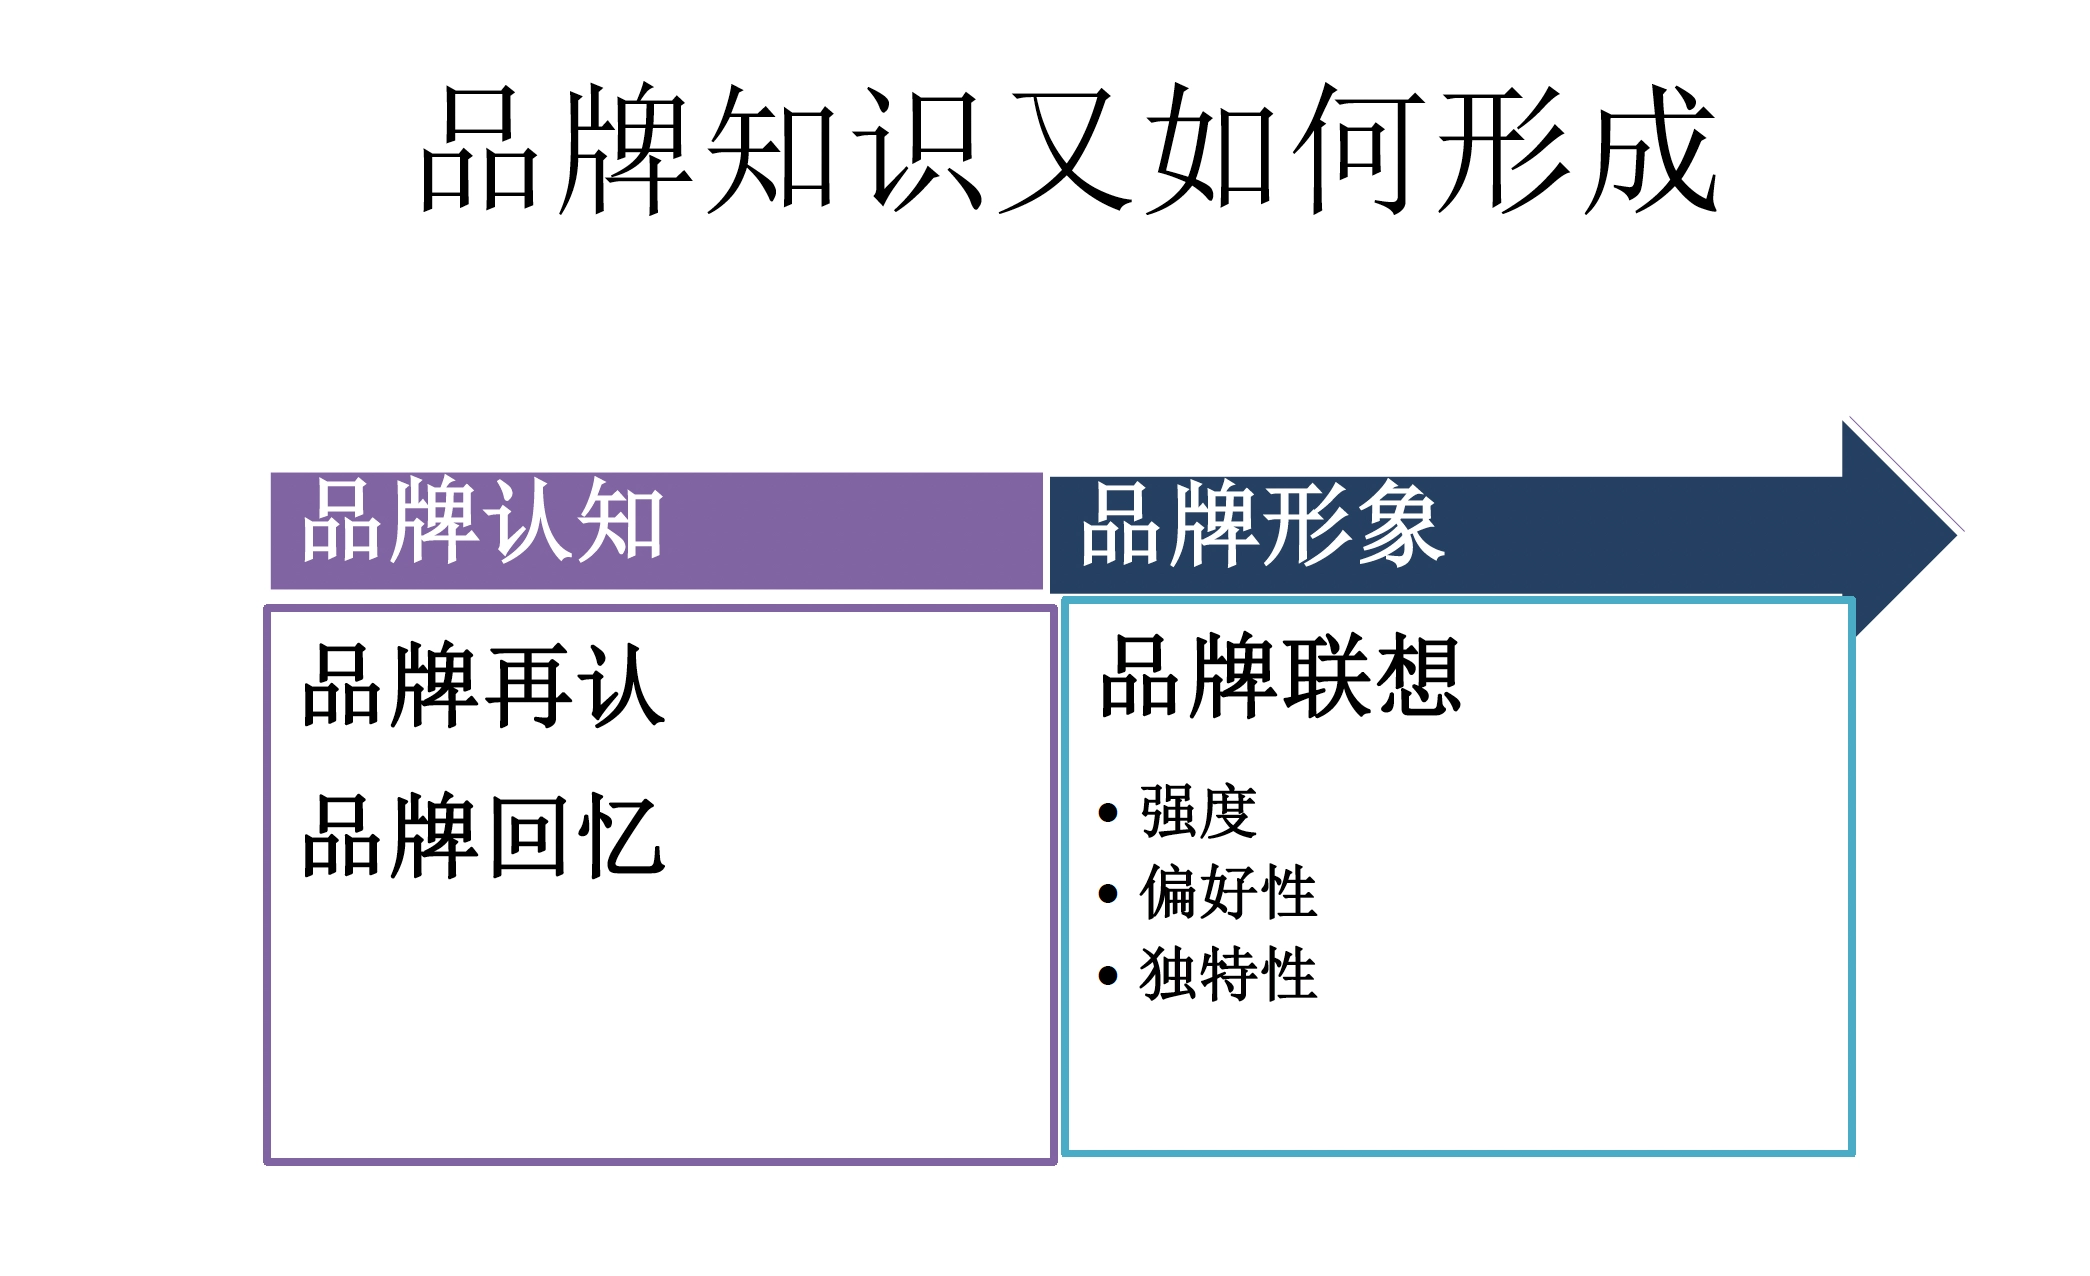 品牌知识又如何形成
品牌认知
品牌再认
品牌回忆
品牌形象
品牌联想
• 强度
• 偏好性
• 独特性